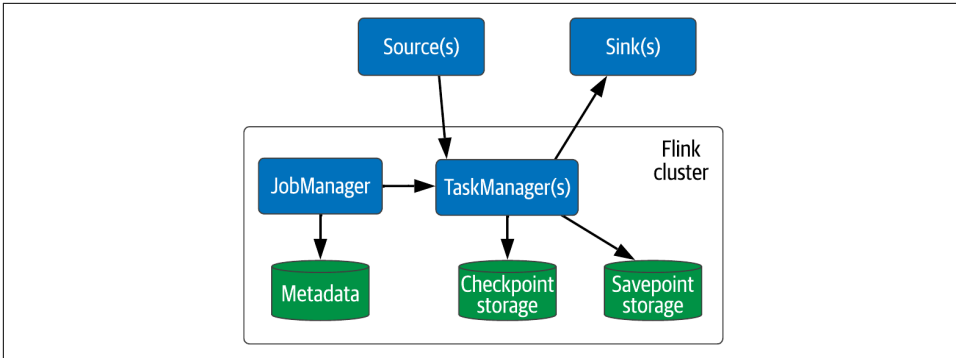 Source(s)
Sink(s)
Flink
cluster
JobManager
TaskManager(s)
Metadata
Checkpoint
storage
Savepoint
storage